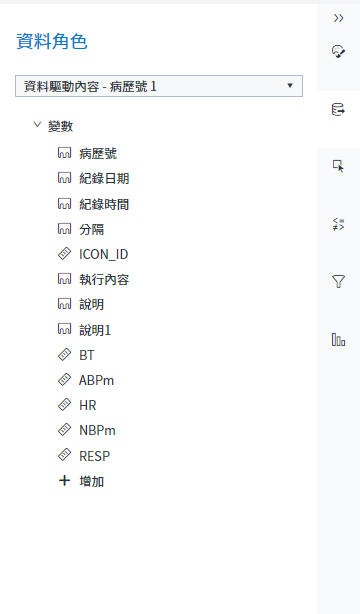 資料角色
資料驅動內容 - 病歷號 1
變數
病歷號
紀錄日期
紀錄時間
分隔
ICON_ID
執行內容
說明
說明1
BT
ABPm
HR
NBPm
RESP
增加